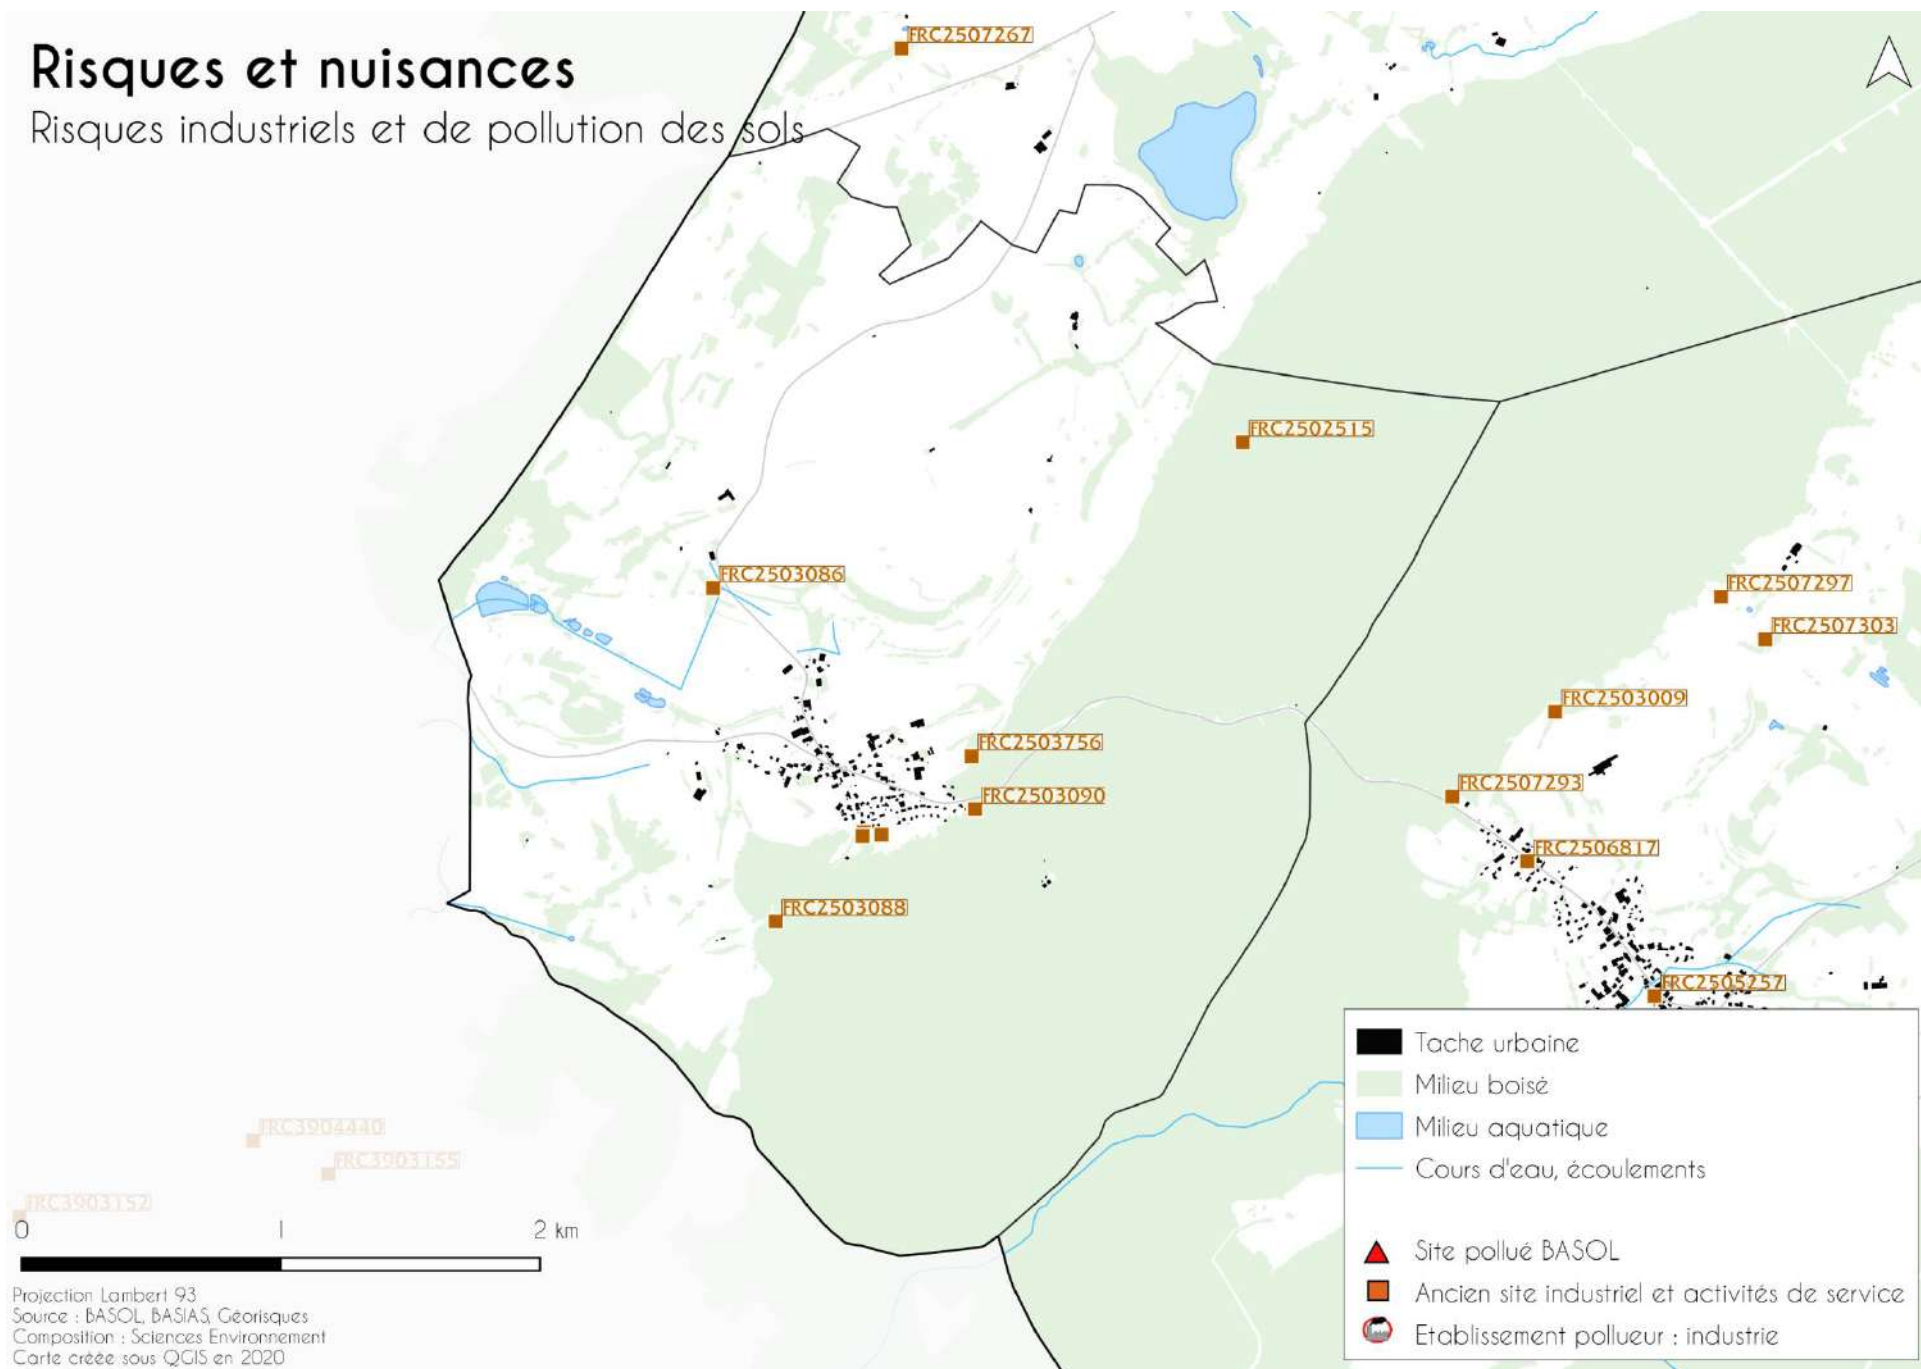 Risques et nuisances
Risques industriels et de pollution des sols
FRC2507267
FRC2502515
FRC2503086
FRC2507297
FRC2507303
FRC2503009
FRC2503756
FRC2507293
FRC2503090
FRC2506817
FRC2503088
FRC2505257
FRC3904440
FRC3903155
FRC3903152
0 1 2 km
Projection Lambert 93
Source : BASOL, BASIAS, Géorisques
Composition : Sciences Environnement
Carte créée sous QGIS en 2020
Tache urbaine
Milieu boisé
Milieu aquatique
Cours d'eau, écoulements
Site pollué BASOL
Ancien site industriel et activités de service
Etablissement pollueur : industrie